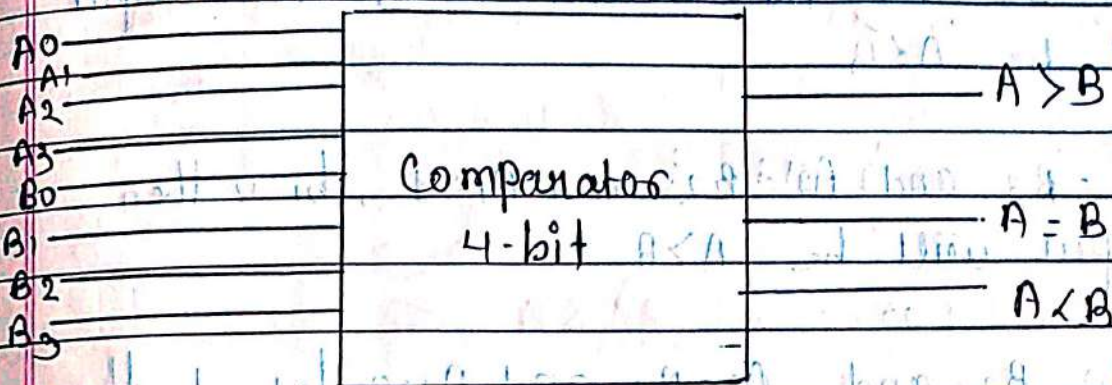 A0
A1
A2
A3
B0
B1
B2
B3
Comparator
4-bit
A > B
A = B
A < B